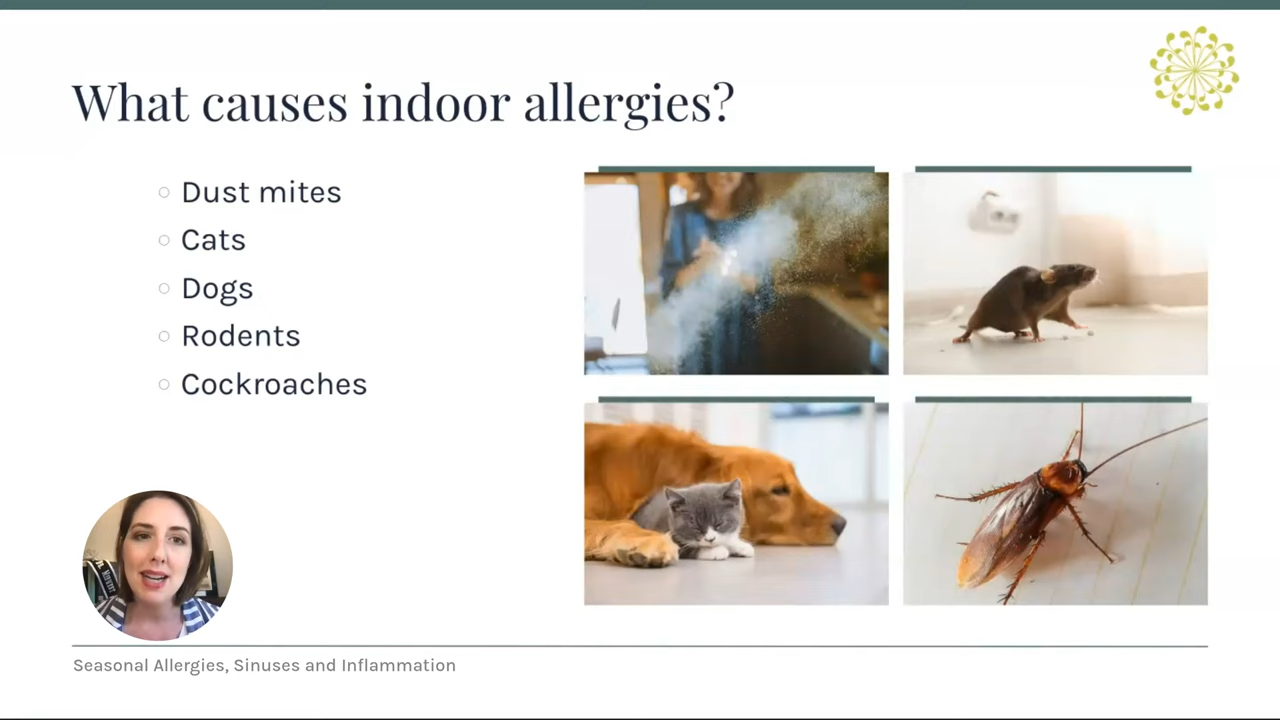 What causes indoor allergies?
Dust mites
Cats
Dogs
Rodents
Cockroaches
Seasonal Allergies, Sinuses and Inflammation